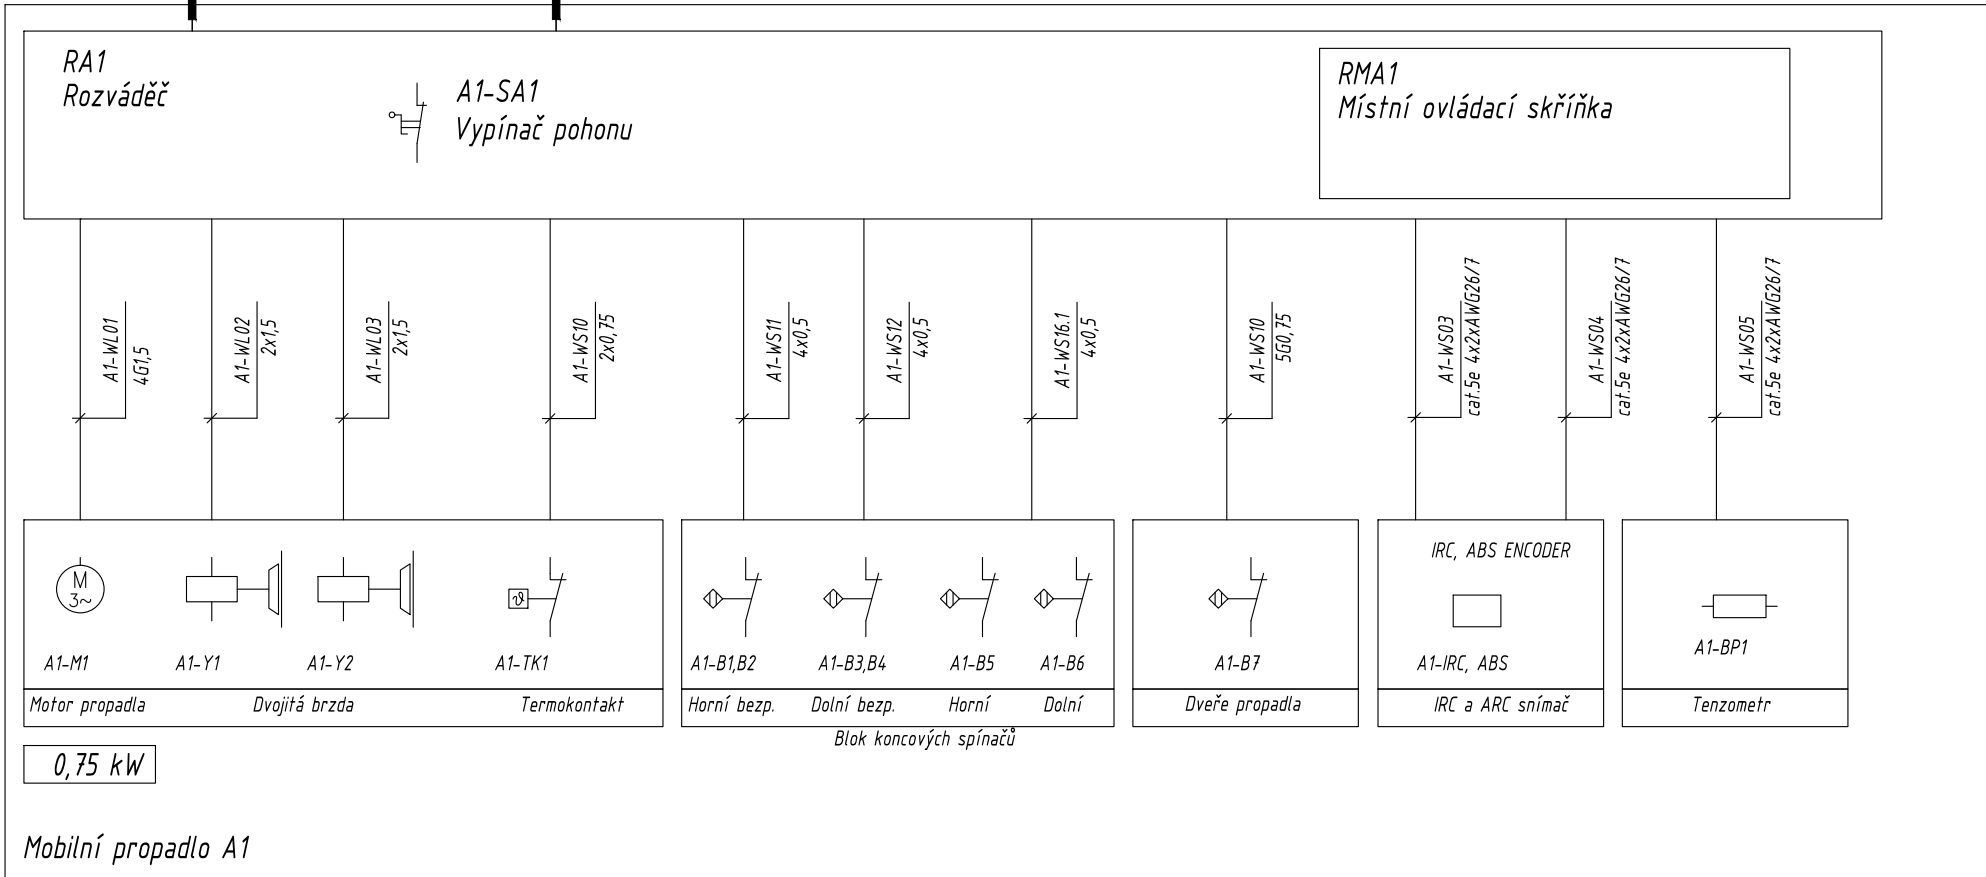 RA1
Rozváděč
A1-SA1
Vypínač pohonu
RMA1
Místní ovládací skříňka
A1-WL01
4G1,5
A1-WL02
2x1,5
A1-WL03
2x1,5
A1-WS10
2x0,75
A1-WS11
4x0,5
A1-WS12
4x0,5
A1-WS16.1
4x0,5
A1-WS10
5G0,75
A1-WS03
cat.5e 4x2xAWG26/7
A1-WS04
cat.5e 4x2xAWG26/7
A1-WS05
cat.5e 4x2xAWG26/7
M
3~
ϑ
IRC, ABS ENCODER
A1-M1
A1-Y1
A1-Y2
A1-TK1
A1-B1,B2
A1-B3,B4
A1-B5
A1-B6
A1-B7
A1-IRC, ABS
A1-BP1
Motor propadla
Dvojitá brzda
Termokontakt
Horní bezp.
Dolní bezp.
Horní
Dolní
Dveře propadla
IRC a ARC snímač
Tenzometr
Blok koncových spínačů
0,75 kW
Mobilní propadlo A1